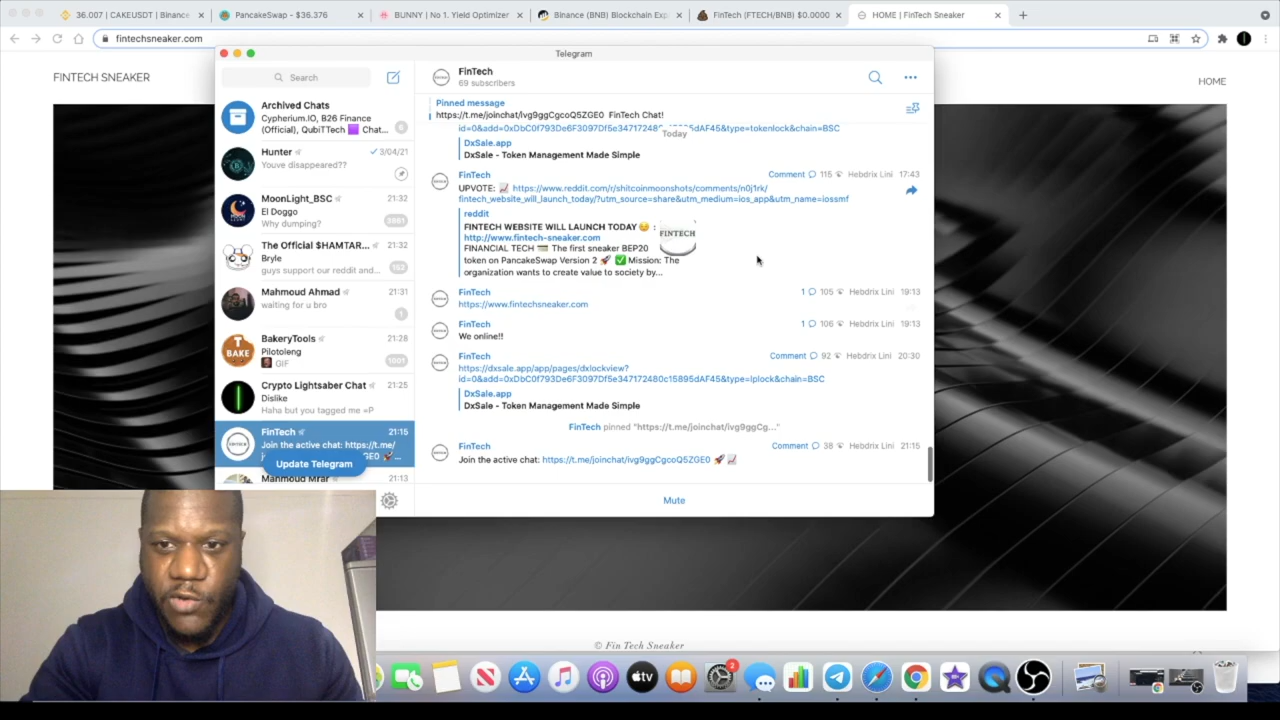 36.007 | CAKEUSDT | Binance
PancakeSwap - $36.376
BUNNY | No 1. Yield Optimizer
Binance (BNB) Blockchain Exp
FinTech (FTECH/BNB) $0.0000
HOME | FinTech Sneaker
fintechsneaker.com
FINTECH SNEAKER
HOME
Telegram
Search
FinTech
69 subscribers
Archived Chats
Cypherium.IO, B26 Finance
(Official), QubiTTech Chat...
6
Hunter
3/04/21
Youve disappeared??
MoonLight_BSC
21:32
El Doggo
Why dumping?
The Official $HAMTAR...
21:32
Bryle
guys support our reddit and...
Mahmoud Ahmad
21:31
waiting for u bro
1
BakeryTools
21:28
Pilotoleng
GIF
Crypto Lightsaber Chat
21:25
Dislike
Haha but you tagged me =P
FinTech
21:15
Join the active chat: https://t.me/
Update Telegram
21:13
Pinned message
https://t.me/joinchat/ivg9ggCgcoQ5ZGE0 FinTech Chat!
Today
DxSale.app
DxSale - Token Management Made Simple
FinTech
Comment 115 Hebdrix Lini 17:43
UPVOTE: 📈 https://www.reddit.com/r/shitcoinmoonshots/comments/n0j1rk/
fintech_website_will_launch_today/?utm_source=share&utm_medium=ios_app&utm_name=iossmf
reddit
FINTECH WEBSITE WILL LAUNCH TODAY :
http://www.fintech-sneaker.com
FINANCIAL TECH The first sneaker BEP20
token on PancakeSwap Version 2 🚀 ✅ Mission: The
organization wants to create value to society by...
FINTECH
FinTech
1 105 Hebdrix Lini 19:13
https://www.fintechsneaker.com
FinTech
1 106 Hebdrix Lini 19:13
We online!!
FinTech
Comment 92 Hebdrix Lini 20:30
https://dxsale.app/app/pages/dxlockview?
id=0&add=0xDbC0f793De6F3097Df5e347172480c15895dAF45&type=lplock&chain=BSC
DxSale.app
DxSale - Token Management Made Simple
FinTech pinned "https://t.me/joinchat/ivg9ggCg..."
FinTech
Comment 38 Hebdrix Lini 21:15
Join the active chat: https://t.me/joinchat/ivg9ggCgcoQ5ZGE0 🚀 📈
Mute
© Fin Tech Sneaker
tv
2